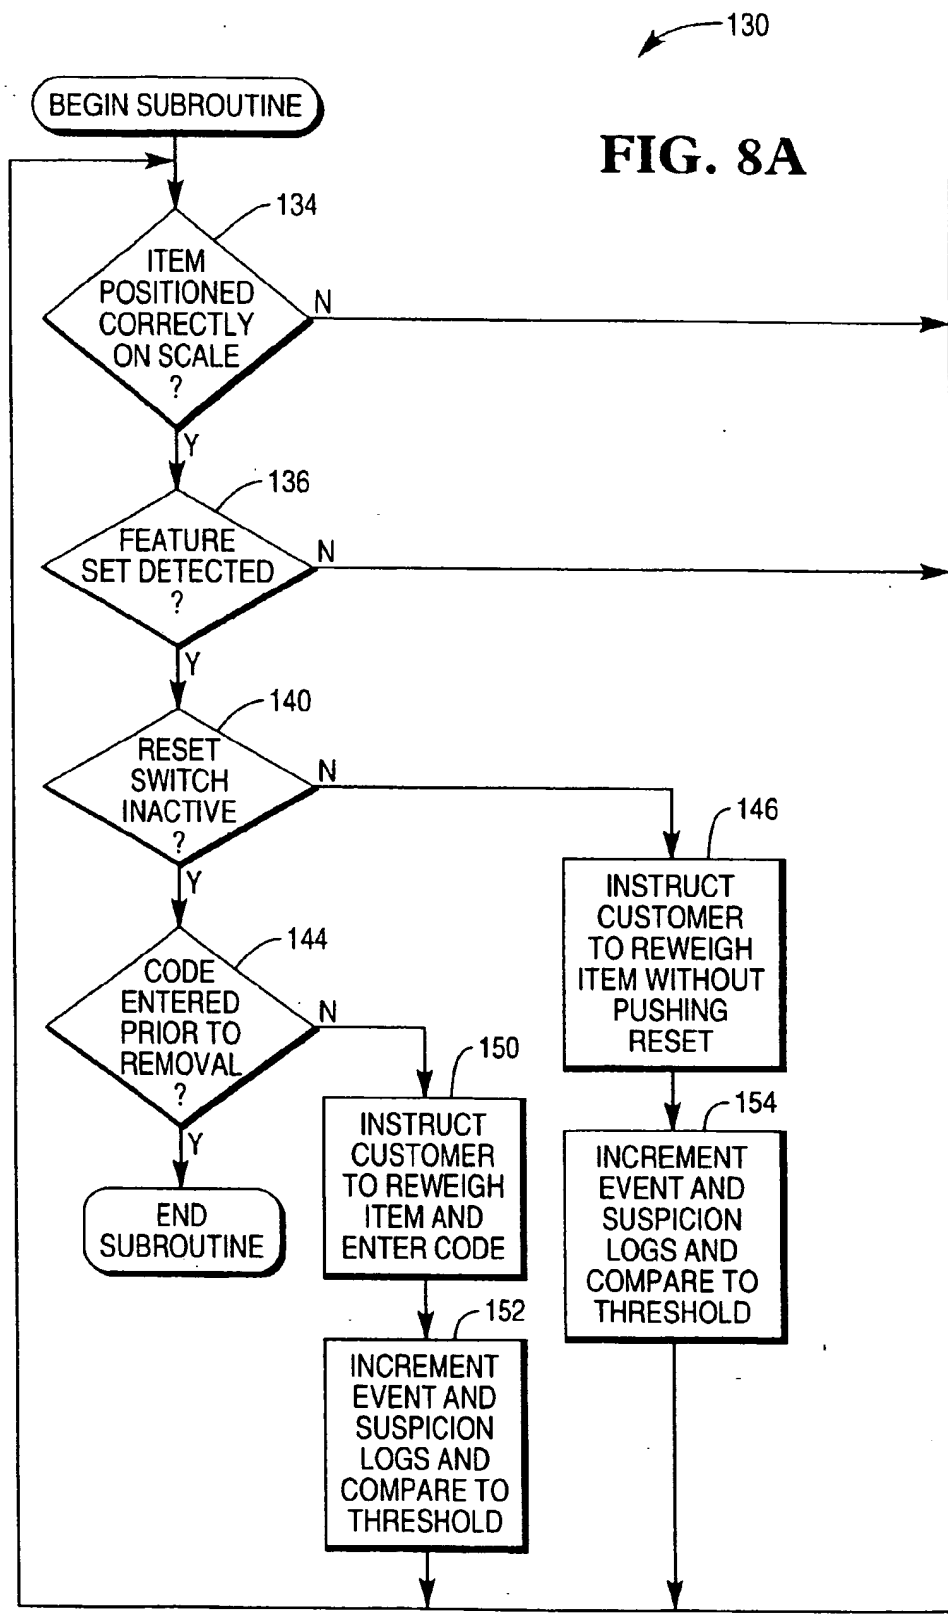 130
BEGIN SUBROUTINE
FIG. 8A
134
ITEM
POSITIONED
CORRECTLY
ON SCALE
?
N
Y
136
FEATURE
SET DETECTED
?
N
Y
140
RESET
SWITCH
INACTIVE
?
N
Y
146
INSTRUCT
CUSTOMER
TO REWEIGH
ITEM WITHOUT
PUSHING
RESET
144
CODE
ENTERED
PRIOR TO
REMOVAL
?
N
Y
150
INSTRUCT
CUSTOMER
TO REWEIGH
ITEM AND
ENTER CODE
154
INCREMENT
EVENT AND
SUSPICION
LOGS AND
COMPARE TO
THRESHOLD
END
SUBROUTINE
152
INCREMENT
EVENT AND
SUSPICION
LOGS AND
COMPARE TO
THRESHOLD